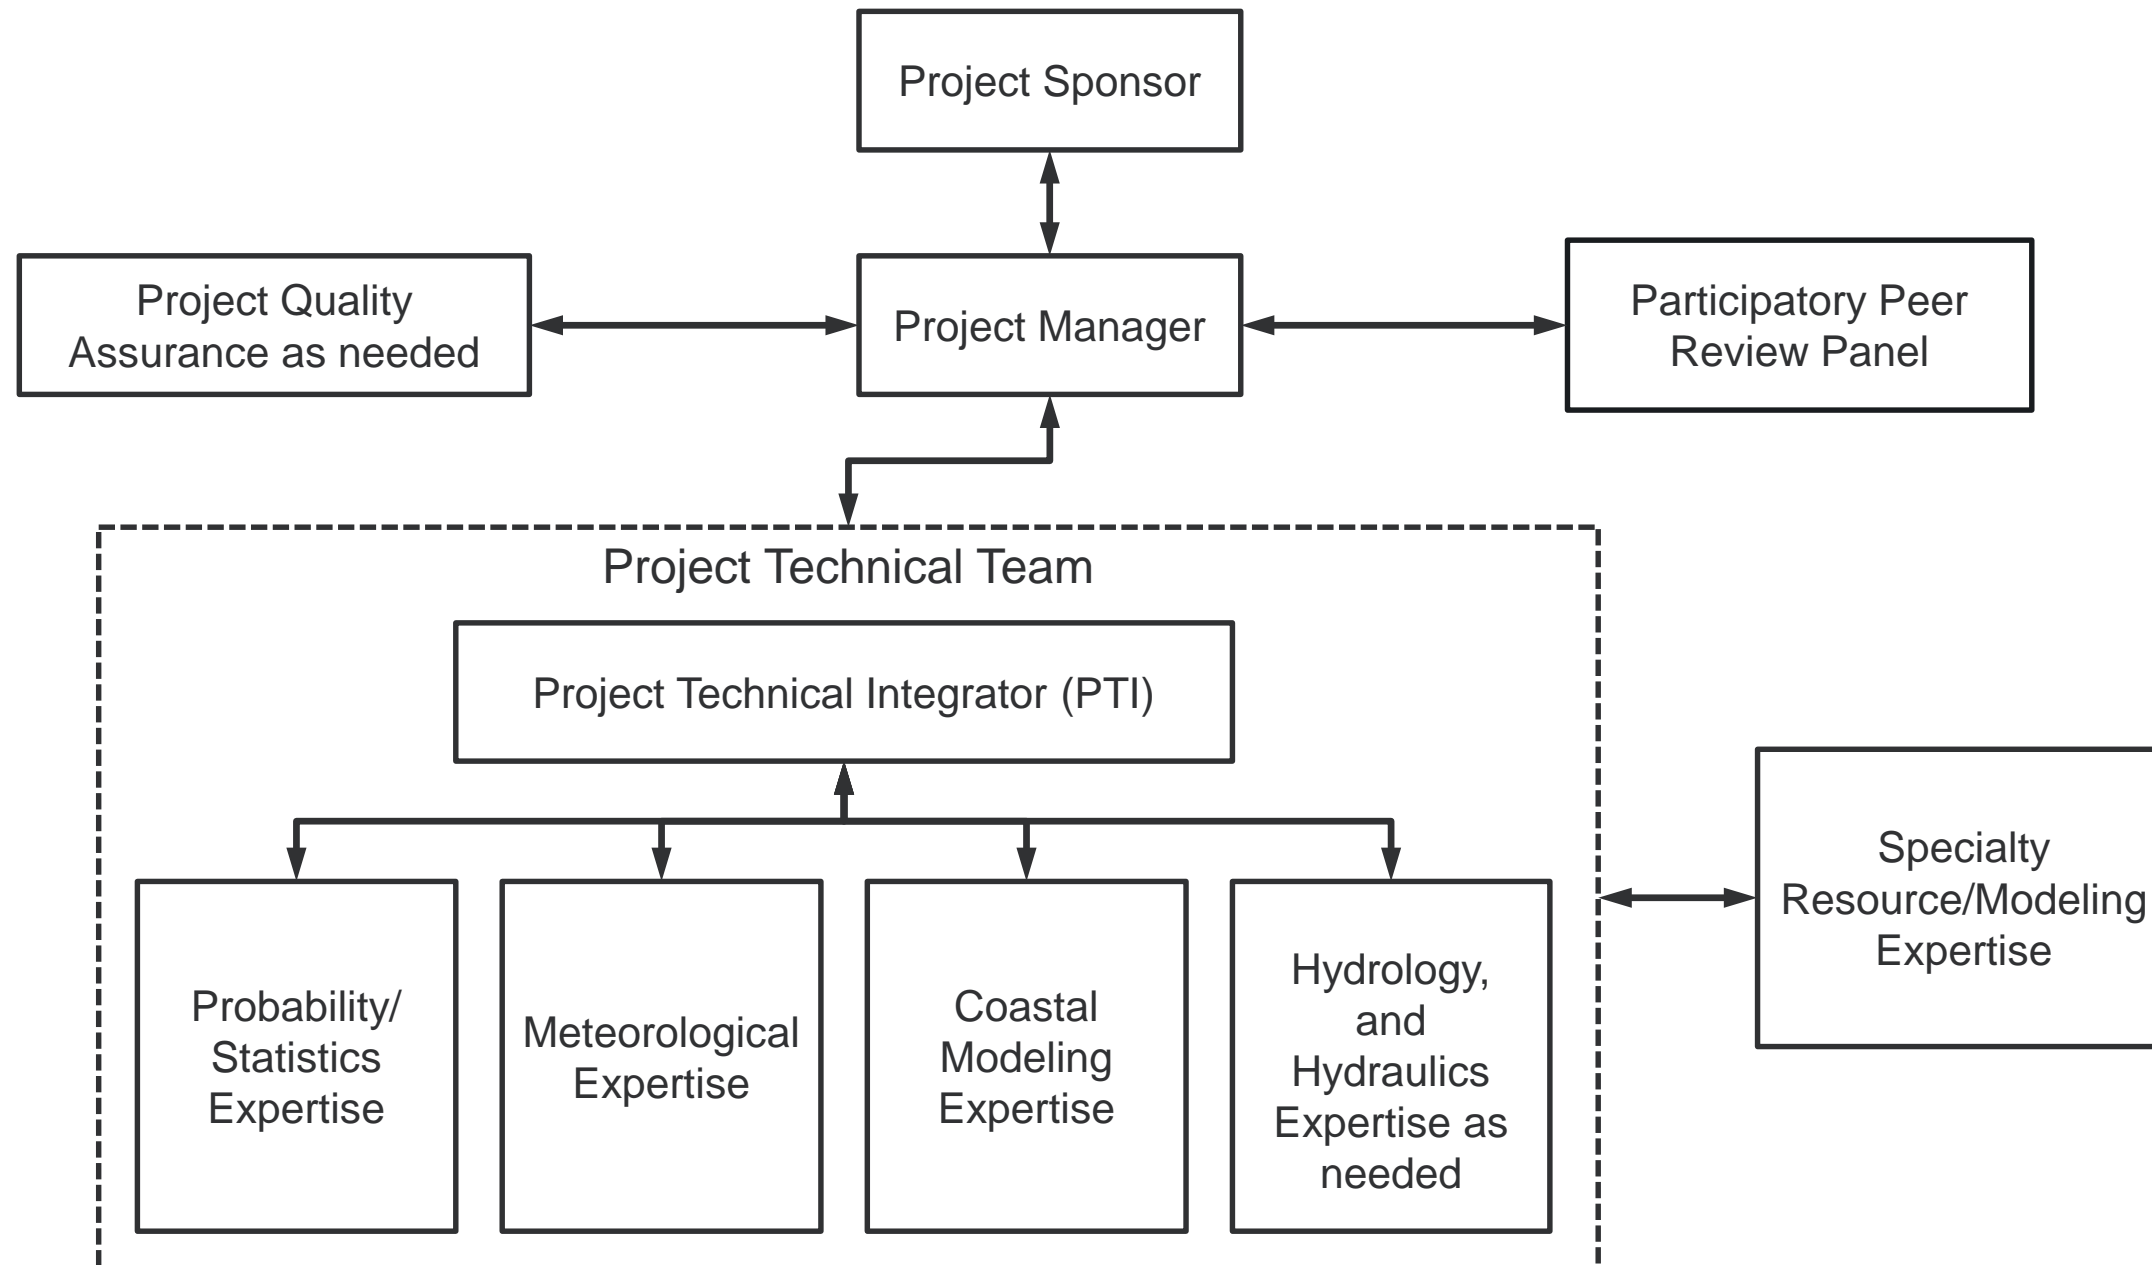 Project Sponsor
Project Quality
Assurance as needed
Project Manager
Participatory Peer
Review Panel
Project Technical Team
Project Technical Integrator (PTI)
Probability/
Statistics
Expertise
Meteorological
Expertise
Coastal
Modeling
Expertise
Hydrology,
and
Hydraulics
Expertise as
needed
Specialty
Resource/Modeling
Expertise